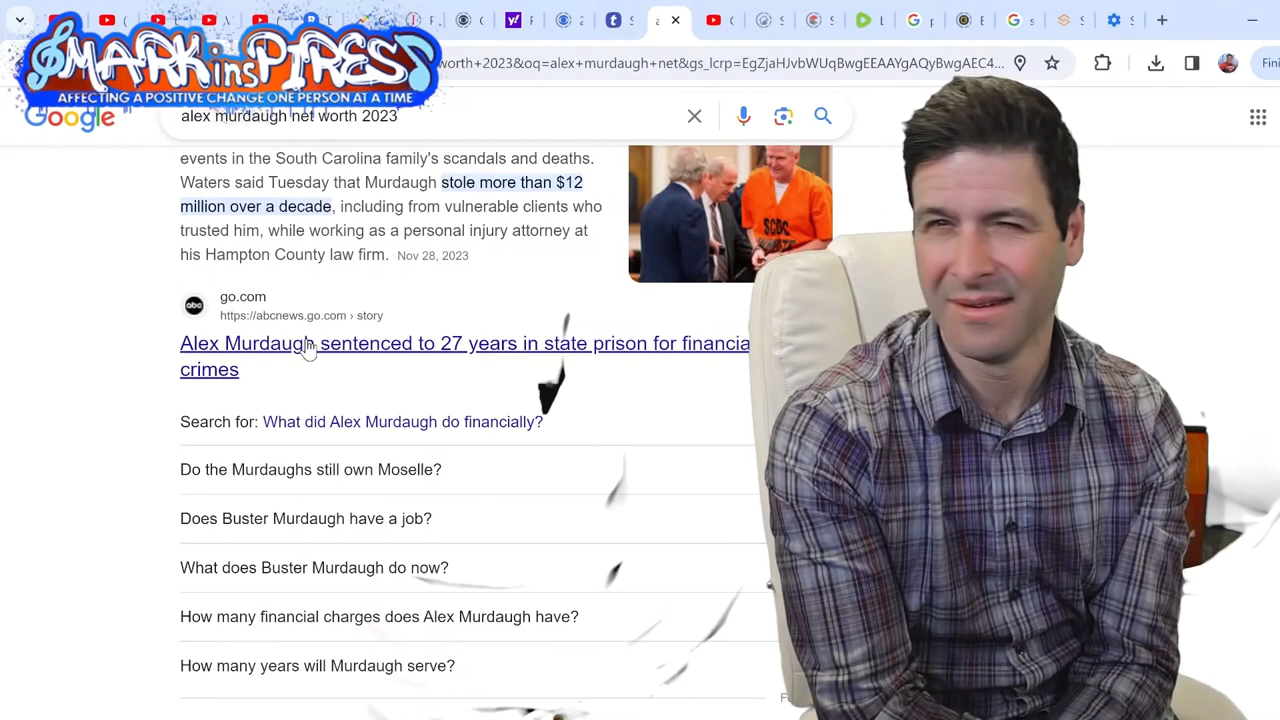 MARK insPIRES
AFFECTING A POSITIVE CHANGE ONE PERSON AT A TIME
worth+2023&oq=alex+murdaugh+net&gs_lcrp=EgZjaHJvbWUqBwgEEAAYgAQyBwgAEC4...
Fini
Google
alex murdaugh net worth 2023
events in the South Carolina family's scandals and deaths.
Waters said Tuesday that Murdaugh stole more than $12
million over a decade, including from vulnerable clients who
trusted him, while working as a personal injury attorney at
his Hampton County law firm. Nov 28, 2023
SCDC
abc
go.com
https://abcnews.go.com › story
Alex Murdaugh sentenced to 27 years in state prison for financia
crimes
Search for: What did Alex Murdaugh do financially?
Do the Murdaughs still own Moselle?
Does Buster Murdaugh have a job?
What does Buster Murdaugh do now?
How many financial charges does Alex Murdaugh have?
How many years will Murdaugh serve?